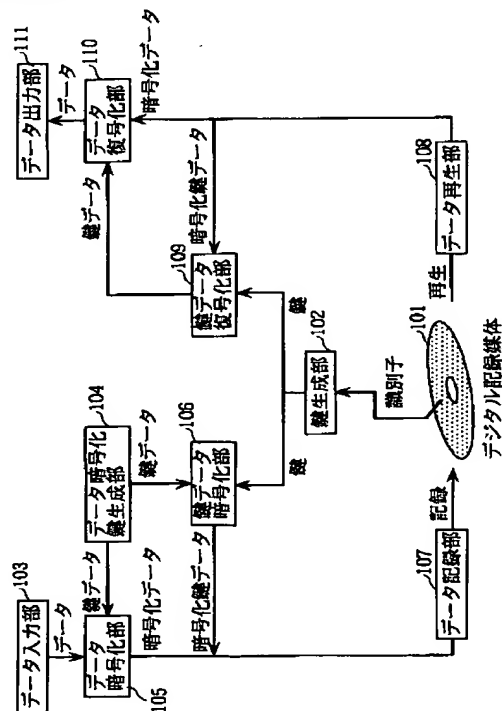 103
データ入力部
データ
データ
暗号化部
105
鍵データ
104
データ暗号化
鍵生成部
鍵データ
106
鍵データ
暗号化部
暗号化データ
暗号化鍵データ
107
データ記録部
記録
デジタル記録媒体
101
識別子
102
鍵生成部
鍵
鍵
再生
108
データ再生部
109
鍵データ
復号化部
暗号化鍵データ
鍵データ
暗号化データ
110
データ
復号化部
データ
111
データ出力部